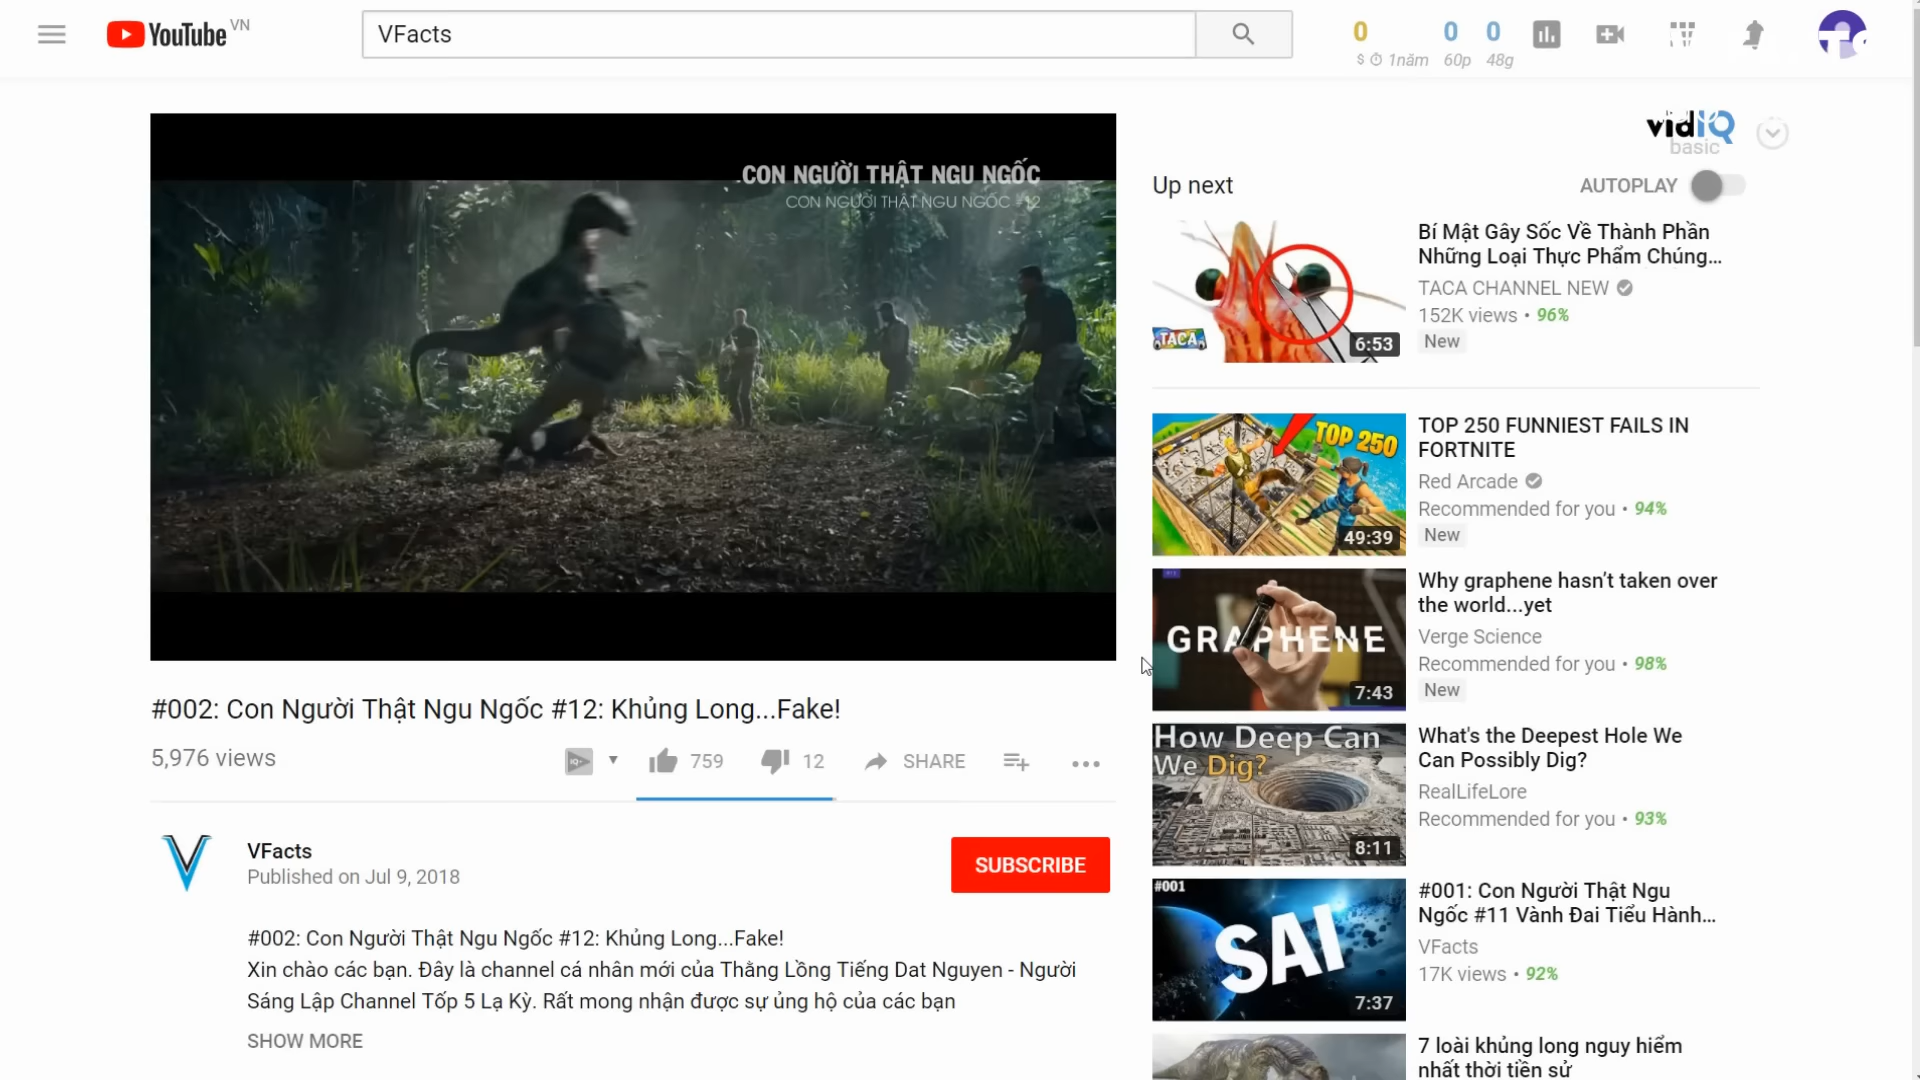 YouTube VN
VFacts
0 0 0
$ 1năm 60p 48g
CON NGƯỜI THẬT NGU NGỐC
CON NGƯỜI THẬT NGU NGỐC #12
#002: Con Người Thật Ngu Ngốc #12: Khủng Long...Fake!
5,976 views
759 12 SHARE
VFacts
Published on Jul 9, 2018
SUBSCRIBE
#002: Con Người Thật Ngu Ngốc #12: Khủng Long...Fake!
Xin chào các bạn. Đây là channel cá nhân mới của Thằng Lồng Tiếng Dat Nguyen - Người
Sáng Lập Channel Tốp 5 Lạ Kỳ. Rất mong nhận được sự ủng hộ của các bạn
SHOW MORE
vidIQ
basic
Up next
AUTOPLAY
TACA
6:53
Bí Mật Gây Sốc Về Thành Phần
Những Loại Thực Phẩm Chúng...
TACA CHANNEL NEW
152K views • 96%
New
TOP 250
49:39
TOP 250 FUNNIEST FAILS IN
FORTNITE
Red Arcade
Recommended for you • 94%
New
GRAPHENE
7:43
Why graphene hasn’t taken over
the world...yet
Verge Science
Recommended for you • 98%
New
How Deep Can
We Dig?
8:11
What's the Deepest Hole We
Can Possibly Dig?
RealLifeLore
Recommended for you • 93%
#001
SAI
7:37
#001: Con Người Thật Ngu
Ngốc #11 Vành Đai Tiểu Hành...
VFacts
17K views • 92%
7 loài khủng long nguy hiểm
nhất thời tiền sử